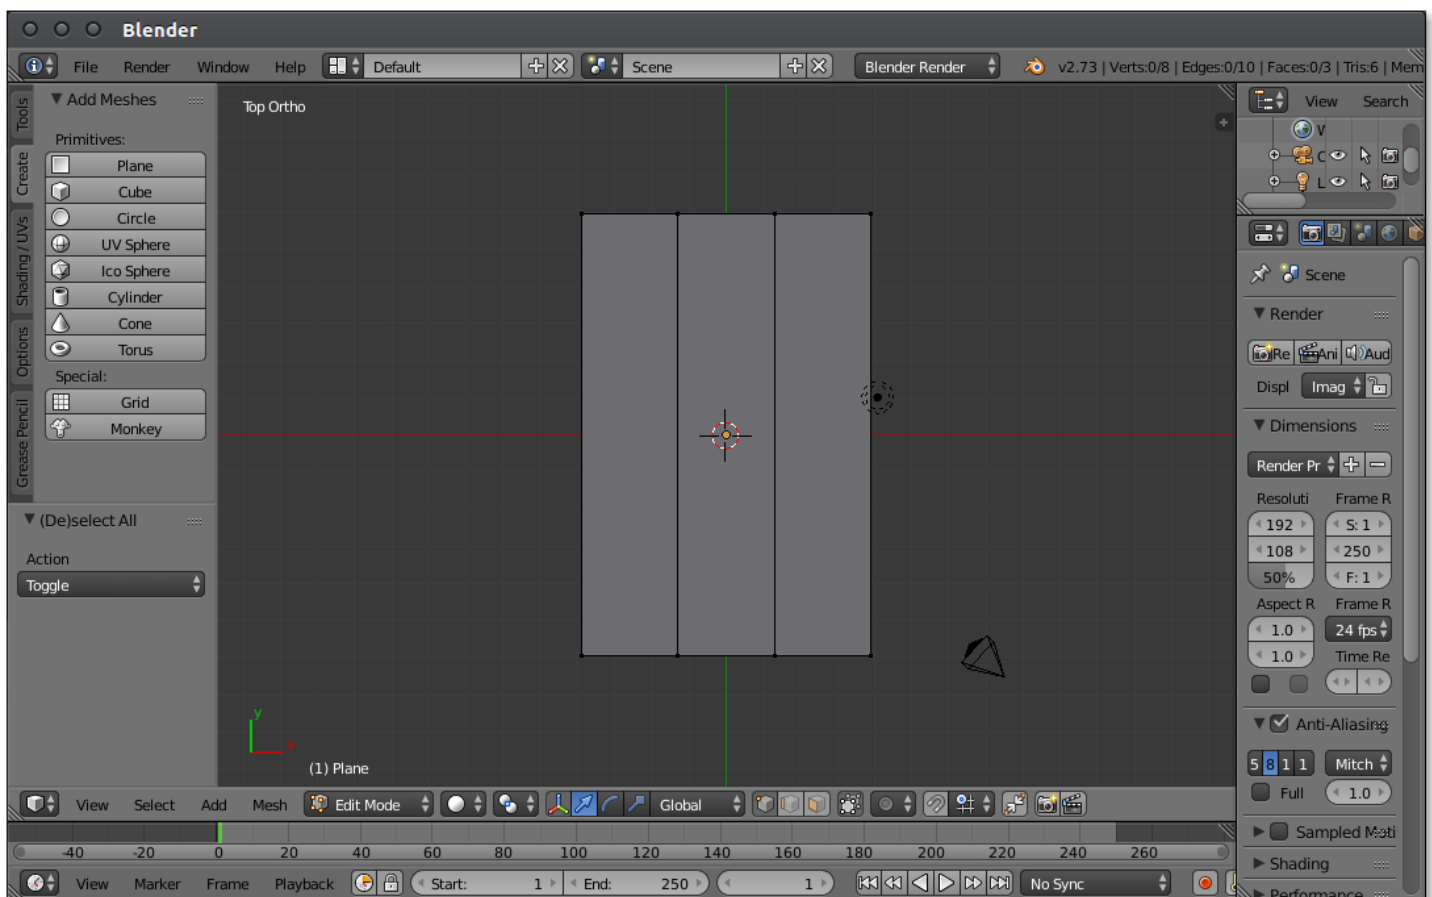 Blender
File Render Window Help Default Scene Blender Render v2.73 | Verts:0/8 | Edges:0/10 | Faces:0/3 | Tris:6 | Mem
Tools
Create
Shading / UVs
Options
Grease Pencil
Add Meshes
Primitives:
Plane
Cube
Circle
UV Sphere
Ico Sphere
Cylinder
Cone
Torus
Special:
Grid
Monkey
(De)select All
Action
Toggle
Top Ortho
y
x
(1) Plane
View Search
V
C
L
Scene
Render
Re Ani Aud
Displ Imag
Dimensions
Render Pr
Resoluti Frame R
192 S: 1
108 250
50% F: 1
Aspect R Frame R
1.0 24 fps
1.0 Time Re
Anti-Aliasing
5 8 1 1 Mitch
Full 1.0
Sampled Moti
Shading
Performance
View Select Add Mesh Edit Mode Global
-40 -20 0 20 40 60 80 100 120 140 160 180 200 220 240 260
View Marker Frame Playback Start: 1 End: 250 1 No Sync